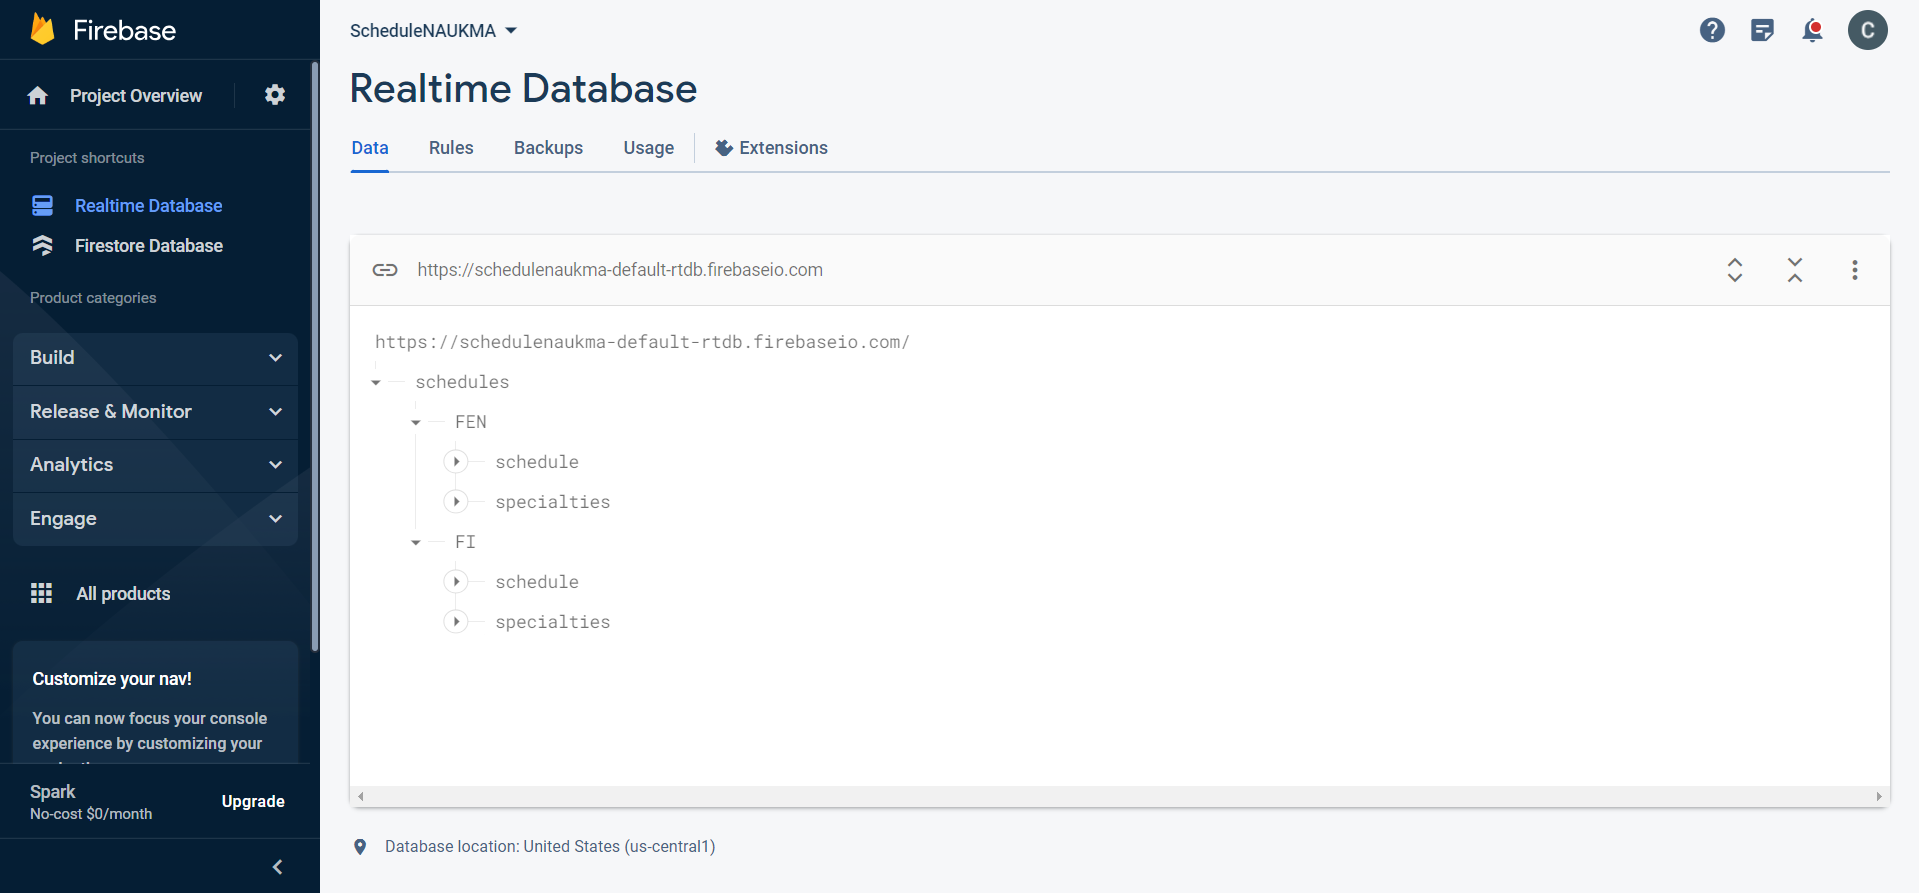 Firebase
Project Overview
Project shortcuts
Realtime Database
Firestore Database
Product categories
Build
Release & Monitor
Analytics
Engage
All products
Customize your nav!
You can now focus your console
experience by customizing your
Spark
No-cost $0/month
Upgrade
ScheduleNAUKMA
C
Realtime Database
Data
Rules
Backups
Usage
Extensions
https://schedulenaukma-default-rtdb.firebaseio.com
https://schedulenaukma-default-rtdb.firebaseio.com/
schedules
FEN
schedule
specialties
FI
schedule
specialties
Database location: United States (us-central1)